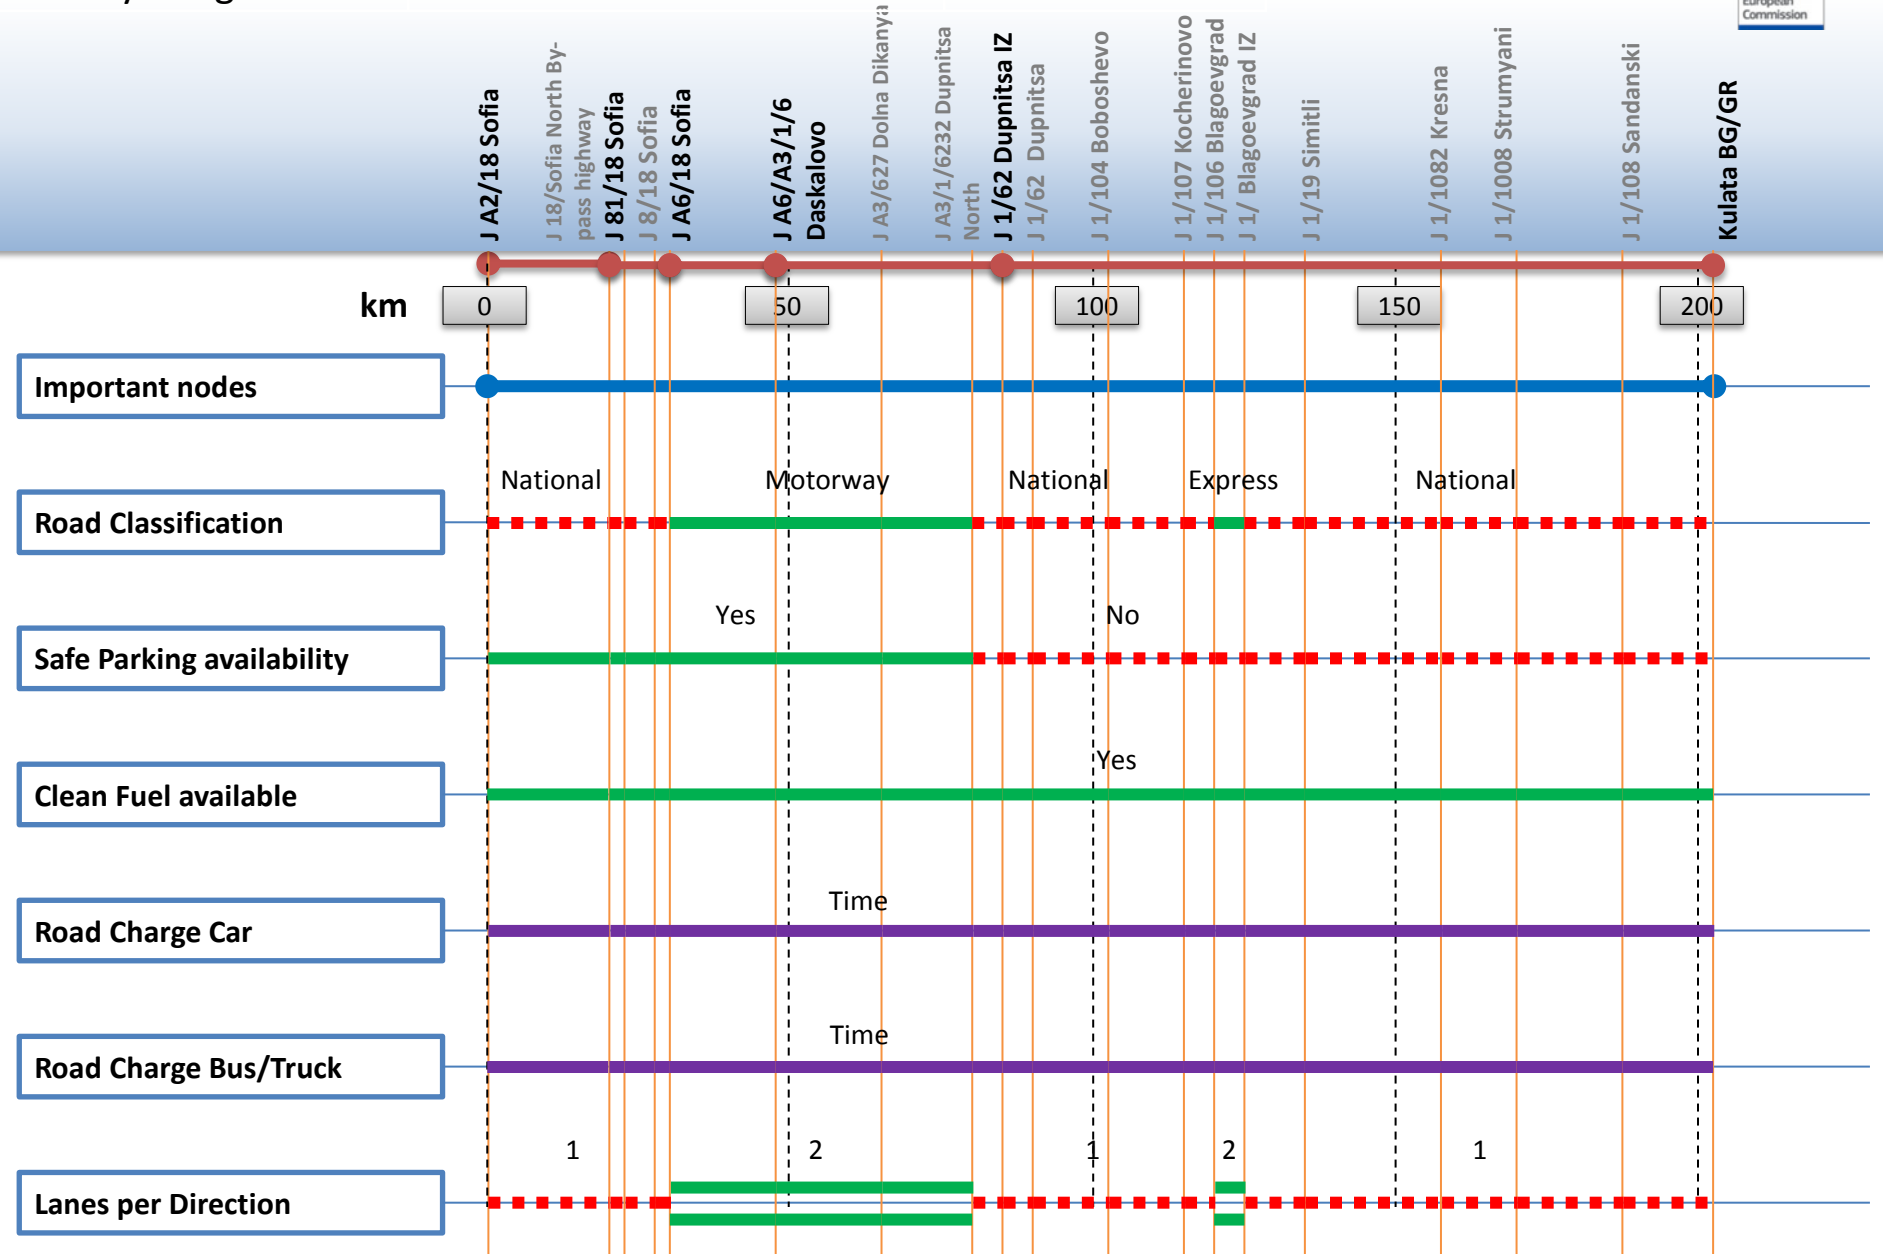 European
Commission
J A2/18 Sofia
J 18/Sofia North By-
pass highway
J 81/18 Sofia
J 8/18 Sofia
J A6/18 Sofia
J A6/A3/1/6
Daskalovo
J A3/627 Dolna Dikanya
J A3/1/6232 Dupnitsa
North
J 1/62 Dupnitsa IZ
J 1/62 Dupnitsa
J 1/104 Boboshevo
J 1/107 Kocherinovo
J 1/106 Blagoevgrad
J 1/ Blagoevgrad IZ
J 1/19 Simitli
J 1/1082 Kresna
J 1/1008 Strumyani
J 1/108 Sandanski
Kulata BG/GR
km 0 50 100 150 200
Important nodes
National Motorway National Express National
Road Classification
Yes No
Safe Parking availability
Yes
Clean Fuel available
Time
Road Charge Car
Time
Road Charge Bus/Truck
1 2 1 2 1
Lanes per Direction